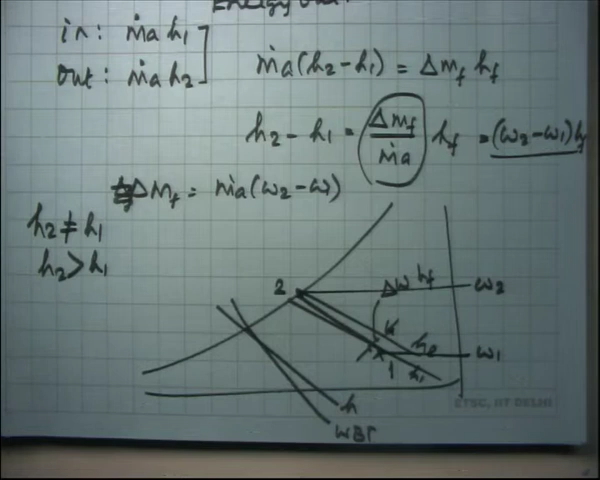 in: ṁa h1
out: ṁa h2
ṁa(h2-h1) = Δmf hf
h2-h1 = Δmf/ṁa hf = (ω2-ω1)hf
Δmf = ṁa(ω2-ω1)
h2≠h1
h2>h1
2
Δω hf
ω2
h2
ω1
1
h1
h
WBT
ETSC, IIT DELHI